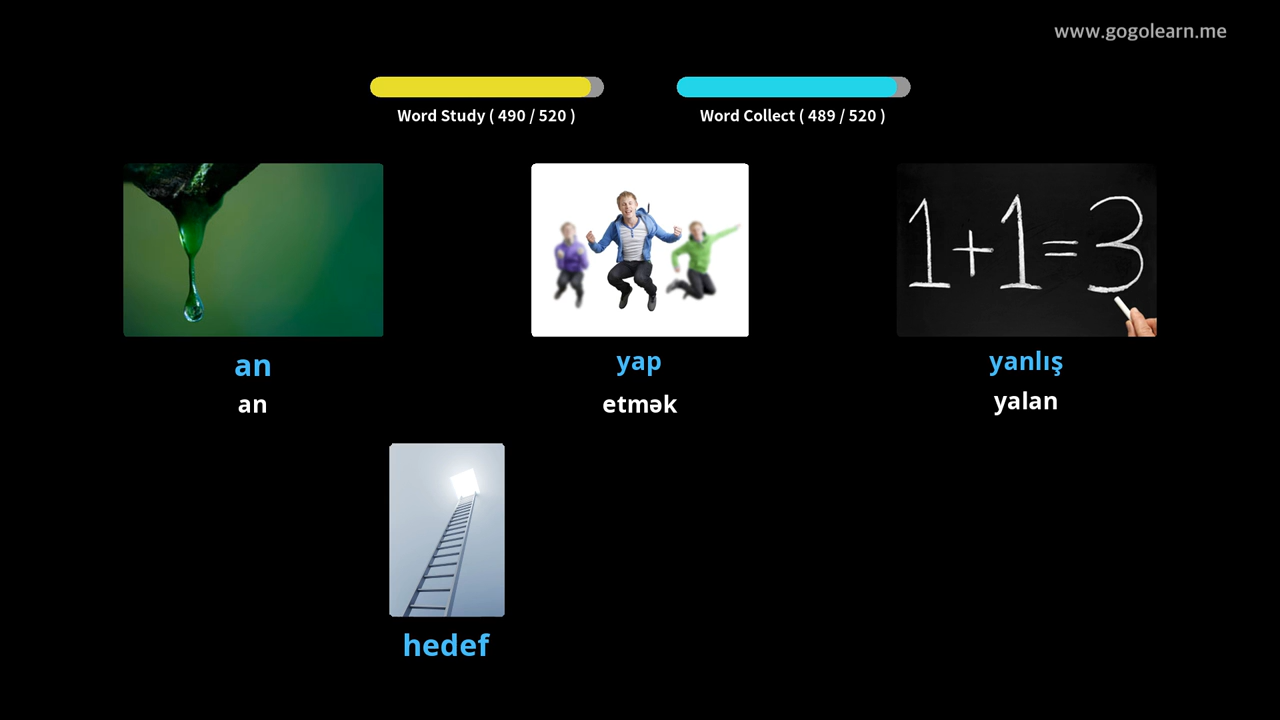 www.gogolearn.me
Word Study ( 490 / 520 )
Word Collect ( 489 / 520 )
1+1=3
an
an
yap
etmək
yanlış
yalan
hedef